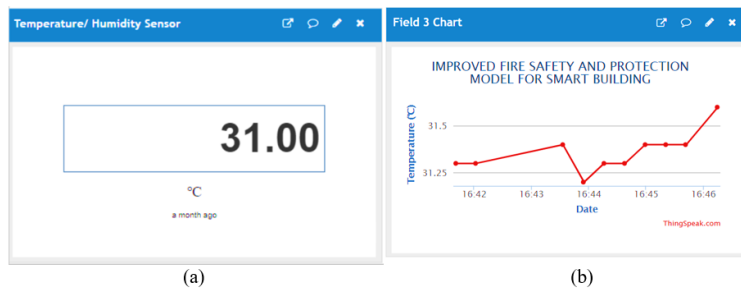 Temperature/ Humidity Sensor
31.00
°C
a month ago
(a)
Field 3 Chart
IMPROVED FIRE SAFETY AND PROTECTION
MODEL FOR SMART BUILDING
Temperature (°C)
31.5
31.25
16:42 16:43 16:44 16:45 16:46
Date
ThingSpeak.com
(b)